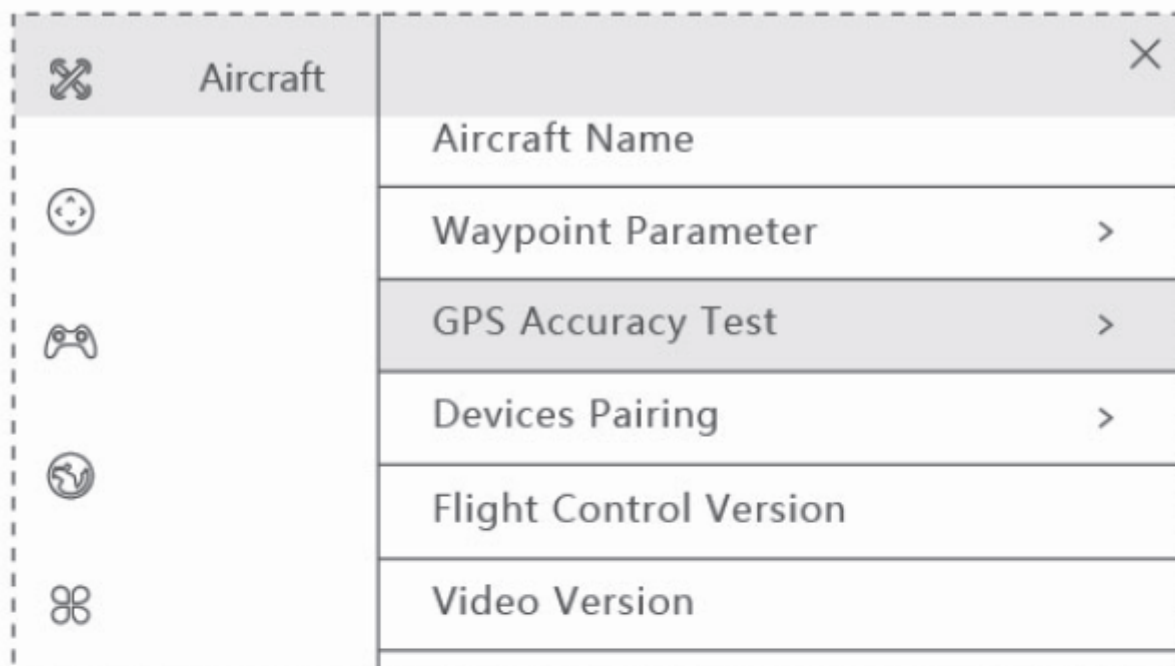 Aircraft
Aircraft Name
Waypoint Parameter >
GPS Accuracy Test >
Devices Pairing >
Flight Control Version
Video Version